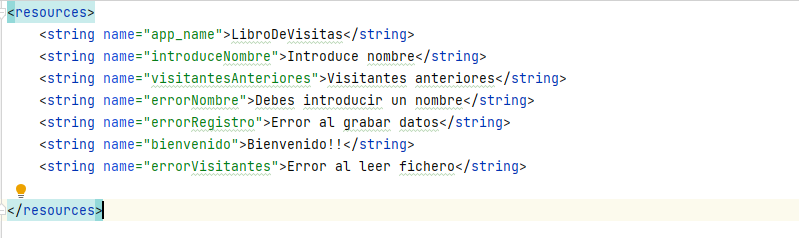 <resources>
    <string name="app_name">LibroDeVisitas</string>
    <string name="introduceNombre">Introduce nombre</string>
    <string name="visitantesAnteriores">Visitantes anteriores</string>
    <string name="errorNombre">Debes introducir un nombre</string>
    <string name="errorRegistro">Error al grabar datos</string>
    <string name="bienvenido">Bienvenido!!</string>
    <string name="errorVisitantes">Error al leer fichero</string>
</resources>